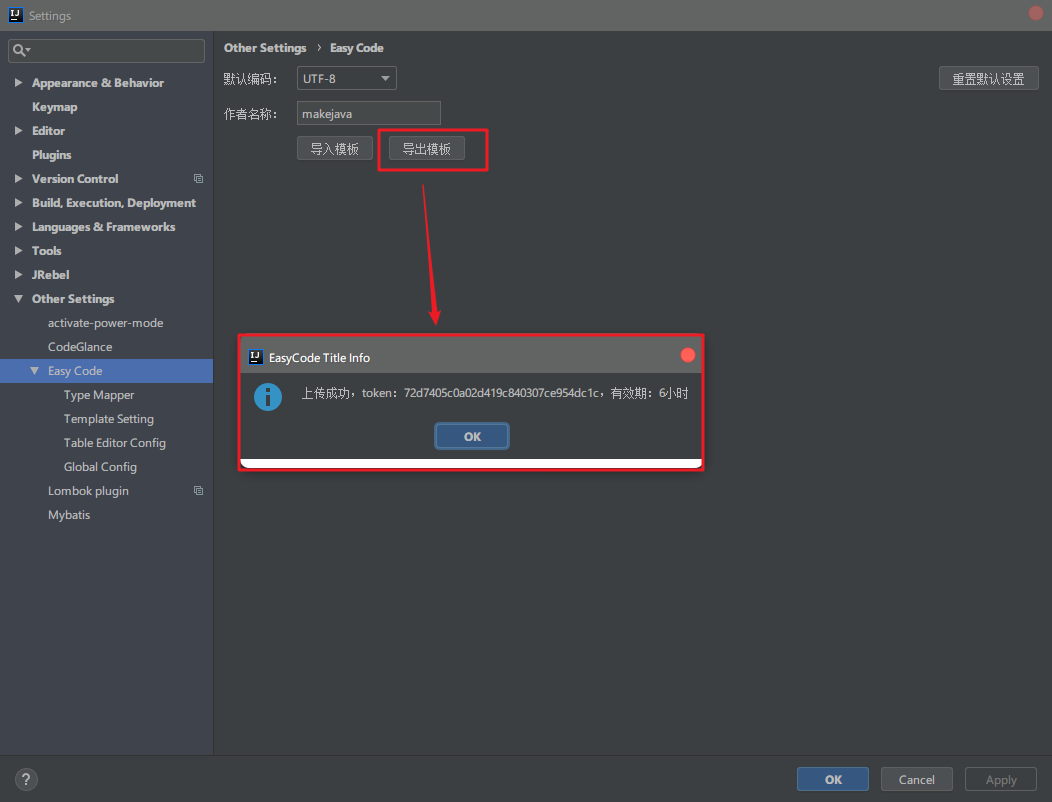 Settings
Appearance & Behavior
Keymap
Editor
Plugins
Version Control
Build, Execution, Deployment
Languages & Frameworks
Tools
JRebel
Other Settings
activate-power-mode
CodeGlance
Easy Code
Type Mapper
Template Setting
Table Editor Config
Global Config
Lombok plugin
Mybatis
Other Settings › Easy Code
默认编码： UTF-8 重置默认设置
作者名称： makejava
导入模板 导出模板
EasyCode Title Info
上传成功，token：72d7405c0a02d419c840307ce954dc1c，有效期：6小时
OK
? OK Cancel Apply